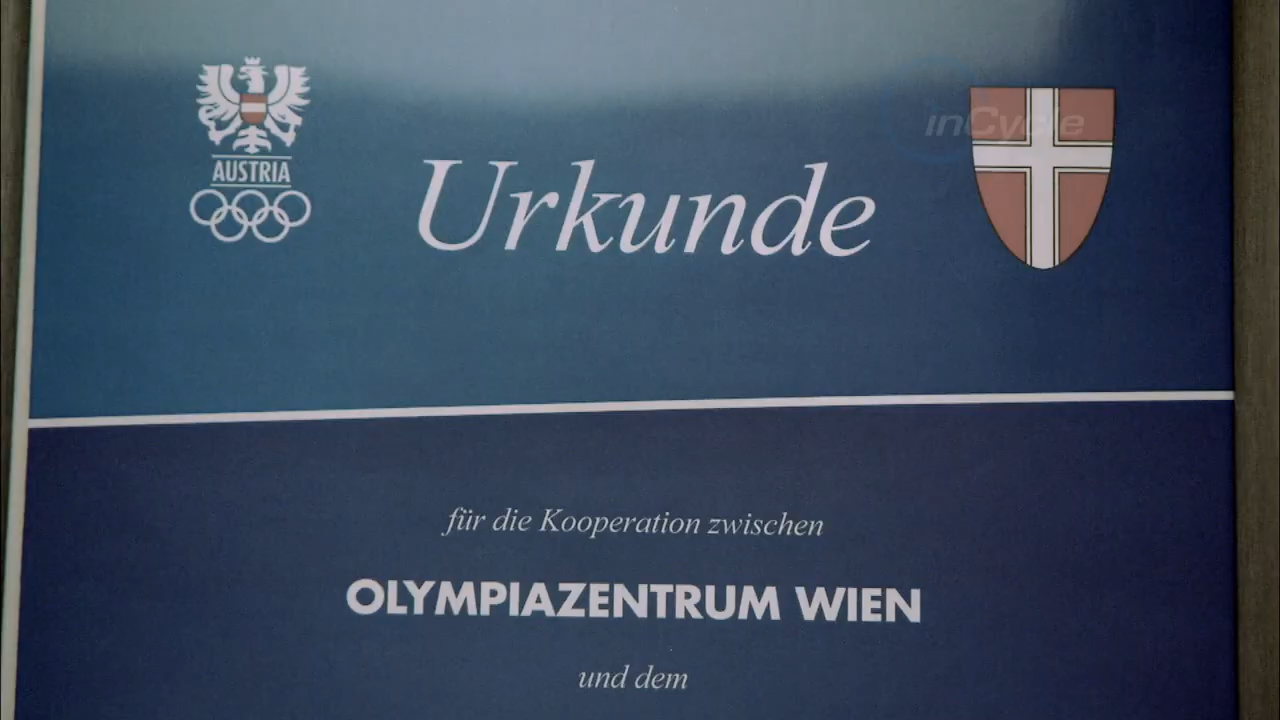 inCycle
AUSTRIA
Urkunde
für die Kooperation zwischen
OLYMPIAZENTRUM WIEN
und dem